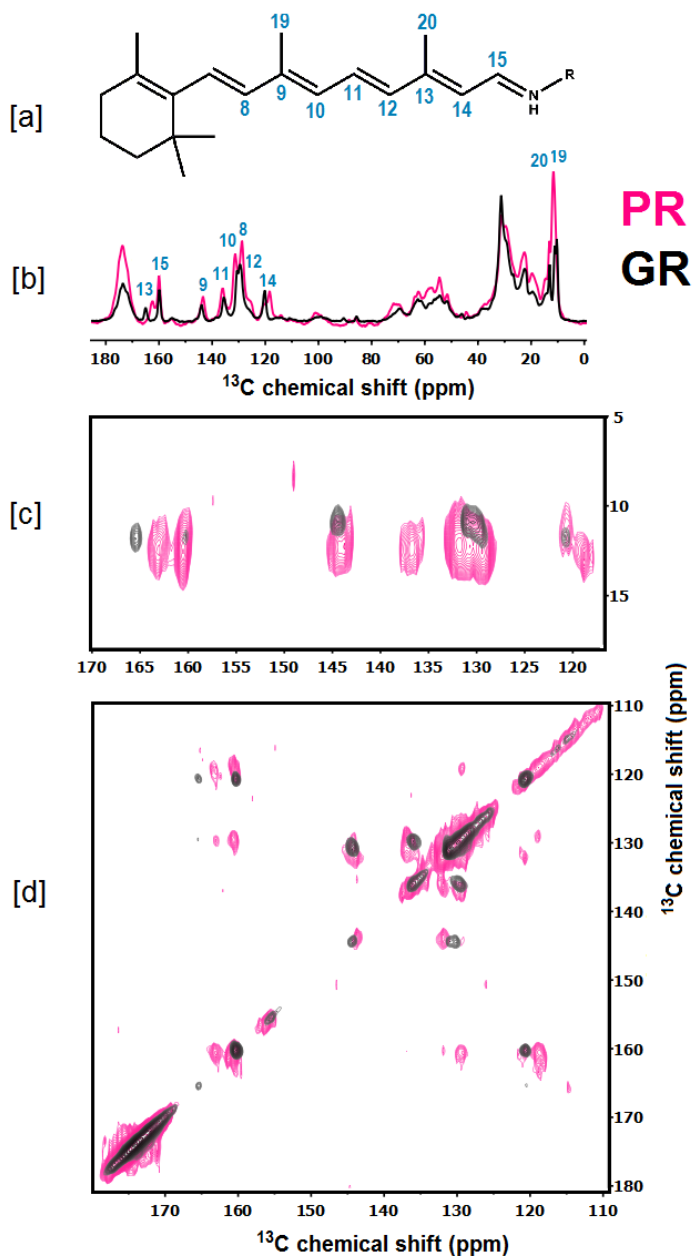 19
20
15
R
N
H
8
9
10
11
12
13
14
[a]
PR
GR
20 19
8
10
15
12
11
13
9
14
[b]
180 160 140 120 100 80 60 40 20 0
13C chemical shift (ppm)
5
[c]
10
15
170 165 160 155 150 145 140 135 130 125 120
13C chemical shift (ppm)
110
120
130
[d]
140
150
160
170
180
170 160 150 140 130 120 110
13C chemical shift (ppm)